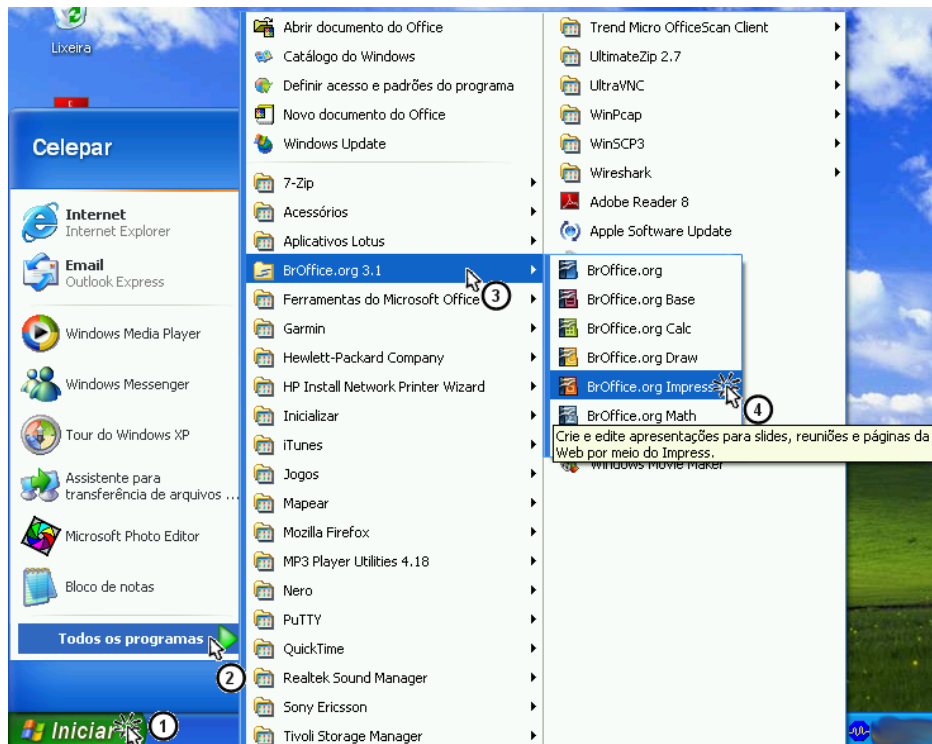 Lixeira
Celepar
Internet
Internet Explorer
Email
Outlook Express
Windows Media Player
Windows Messenger
Tour do Windows XP
Assistente para
transferência de arquivos ...
Microsoft Photo Editor
Bloco de notas
Todos os programas
2
Iniciar
1
Abrir documento do Office
Catálogo do Windows
Definir acesso e padrões do programa
Novo documento do Office
Windows Update
7-Zip
Acessórios
Aplicativos Lotus
BrOffice.org 3.1
3
Ferramentas do Microsoft Office
Garmin
Hewlett-Packard Company
HP Install Network Printer Wizard
Inicializar
iTunes
Jogos
Mapear
Mozilla Firefox
MP3 Player Utilities 4.18
Nero
PuTTY
QuickTime
Realtek Sound Manager
Sony Ericsson
Tivoli Storage Manager
Trend Micro OfficeScan Client
UltimateZip 2.7
UltraVNC
WinPcap
WinSCP3
Wireshark
Adobe Reader 8
Apple Software Update
BrOffice.org
BrOffice.org Base
BrOffice.org Calc
BrOffice.org Draw
BrOffice.org Impress
4
BrOffice.org Math
Crie e edite apresentações para slides, reuniões e páginas da
Web por meio do Impress.
Windows Movie Maker